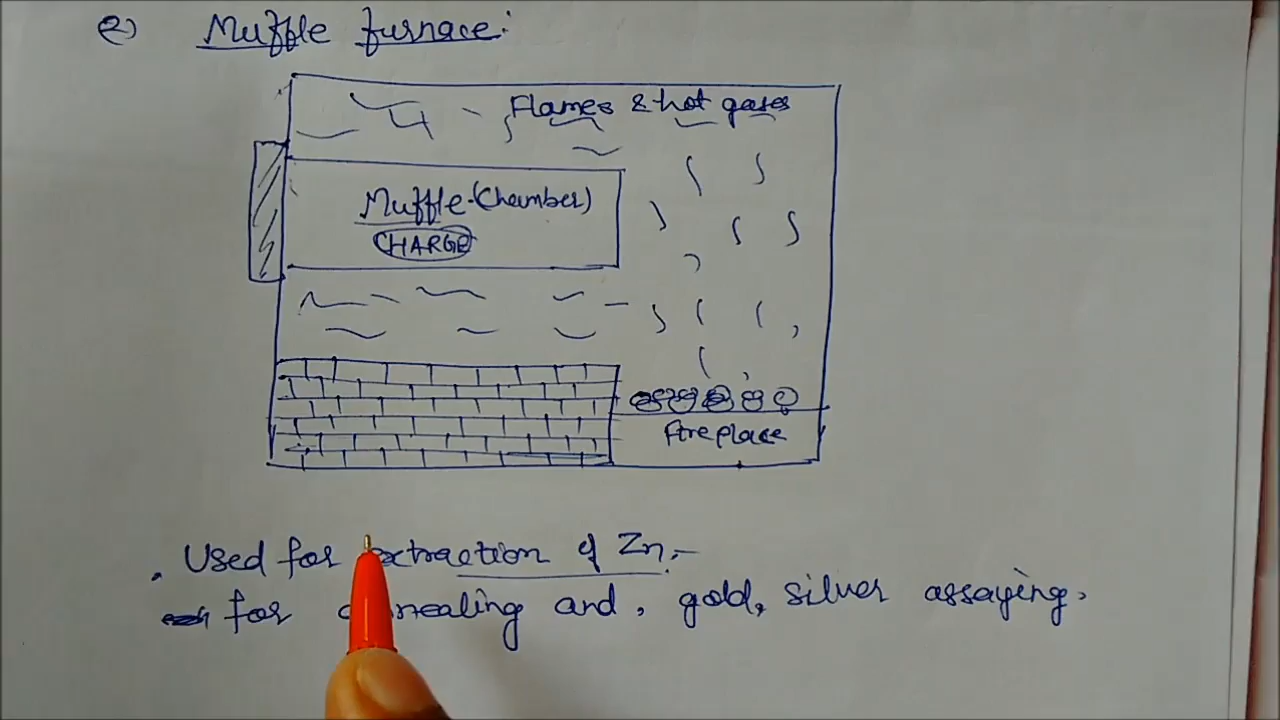 e) Muffle furnace:
Flames & hot gases
Muffle-(Chamber)
CHARGE
Fireplace
. Used for extraction of Zn.-
for annealing and, gold, silver assaying.